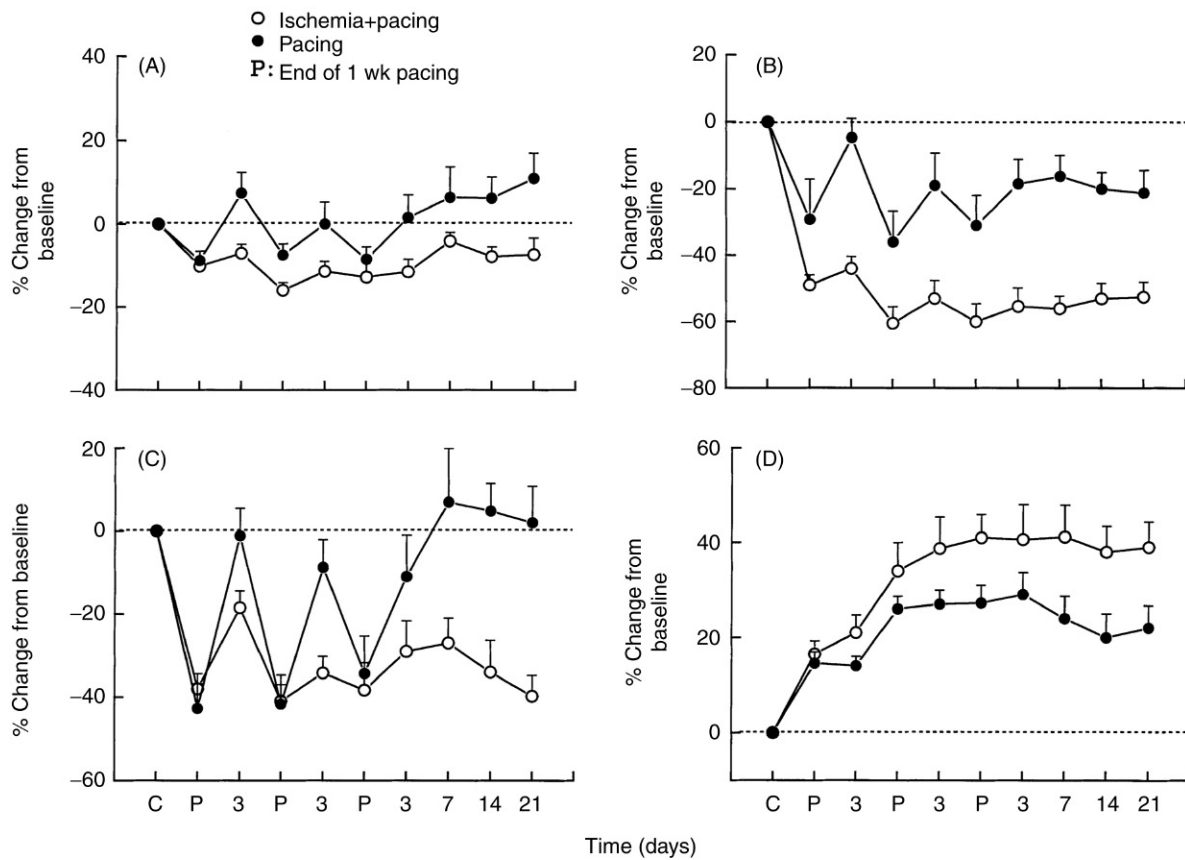 Ischemia+pacing
Pacing
P: End of 1 wk pacing
(A)
40
20
0
−20
−40
% Change from
baseline
(B)
20
0
−20
−40
−60
−80
% Change from
baseline
(C)
20
0
−20
−40
−60
% Change from baseline
C P 3 P 3 P 3 7 14 21
(D)
60
40
20
0
% Change from
baseline
C P 3 P 3 P 3 7 14 21
Time (days)